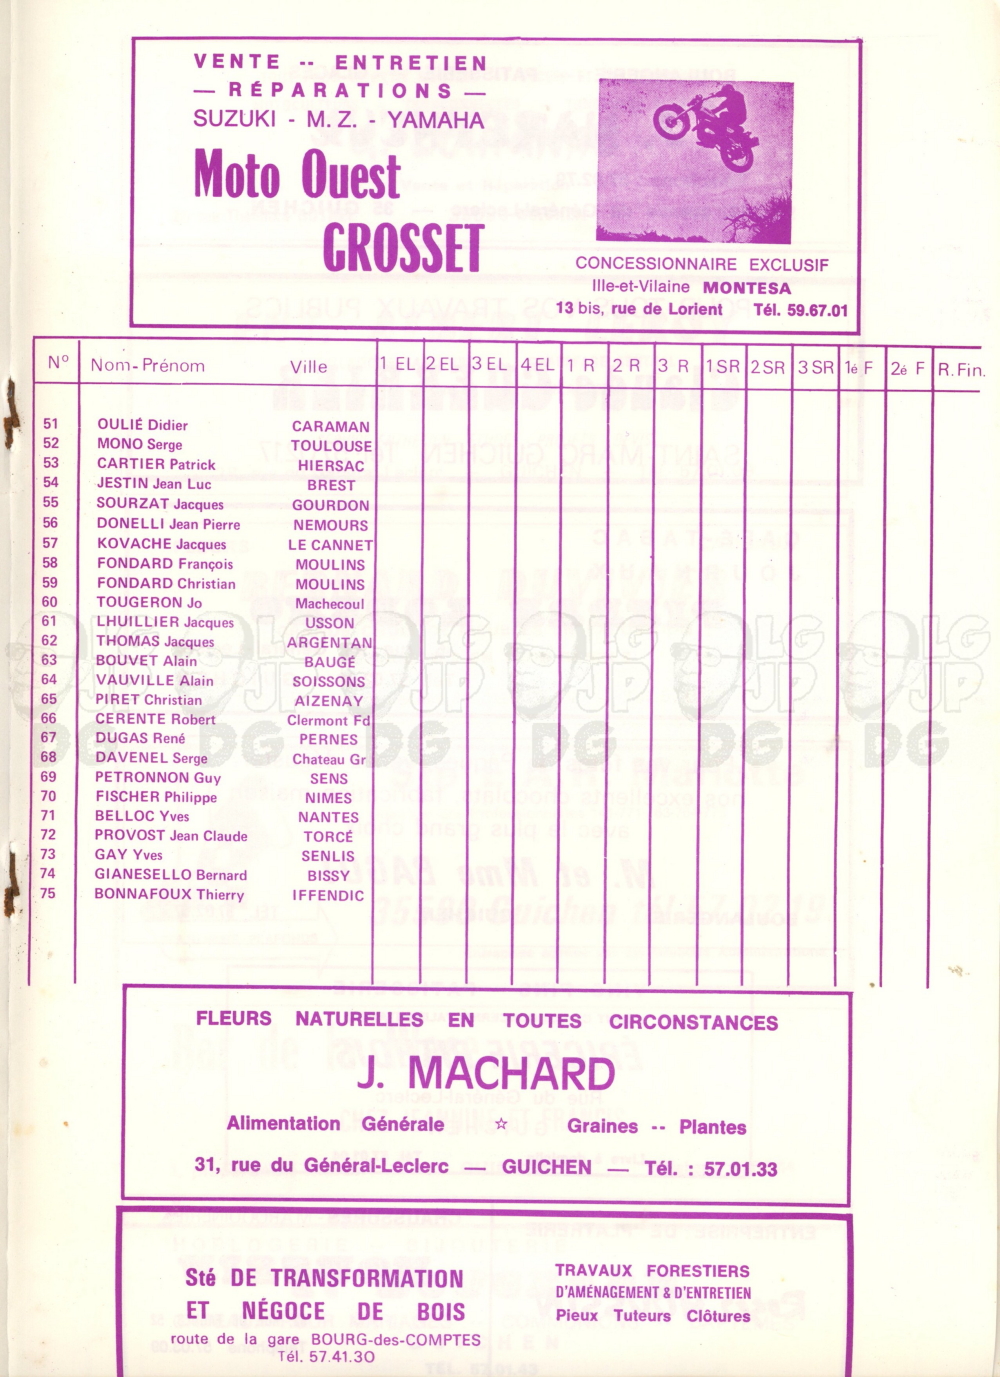 VENTE -- ENTRETIEN
— RÉPARATIONS —
SUZUKI - M. Z. - YAMAHA
Moto Ouest
GROSSET
CONCESSIONNAIRE EXCLUSIF
Ille-et-Vilaine MONTESA
13 bis, rue de Lorient Tél. 59.67.01
N° Nom-Prénom Ville 1 EL 2 EL 3 EL 4 EL 1 R 2 R 3 R 1 SR 2 SR 3 SR 1é F 2é F R. Fin.
51 OULIÉ Didier CARAMAN
52 MONO Serge TOULOUSE
53 CARTIER Patrick HIERSAC
54 JESTIN Jean Luc BREST
55 SOURZAT Jacques GOURDON
56 DONELLI Jean Pierre NEMOURS
57 KOVACHE Jacques LE CANNET
58 FONDARD François MOULINS
59 FONDARD Christian MOULINS
60 TOUGERON Jo Machecoul
61 LHUILLIER Jacques USSON
62 THOMAS Jacques ARGENTAN
63 BOUVET Alain BAUGÉ
64 VAUVILLE Alain SOISSONS
65 PIRET Christian AIZENAY
66 CERENTE Robert Clermont Fd
67 DUGAS René PERNES
68 DAVENEL Serge Chateau Gr
69 PETRONNON Guy SENS
70 FISCHER Philippe NIMES
71 BELLOC Yves NANTES
72 PROVOST Jean Claude TORCÉ
73 GAY Yves SENLIS
74 GIANESELLO Bernard BISSY
75 BONNAFOUX Thierry IFFENDIC
FLEURS NATURELLES EN TOUTES CIRCONSTANCES
J. MACHARD
Alimentation Générale ☆ Graines -- Plantes
31, rue du Général-Leclerc — GUICHEN — Tél. : 57.01.33
Sté DE TRANSFORMATION
ET NÉGOCE DE BOIS
route de la gare BOURG-des-COMPTES
Tél. 57.41.30
TRAVAUX FORESTIERS
D'AMÉNAGEMENT & D'ENTRETIEN
Pieux Tuteurs Clôtures